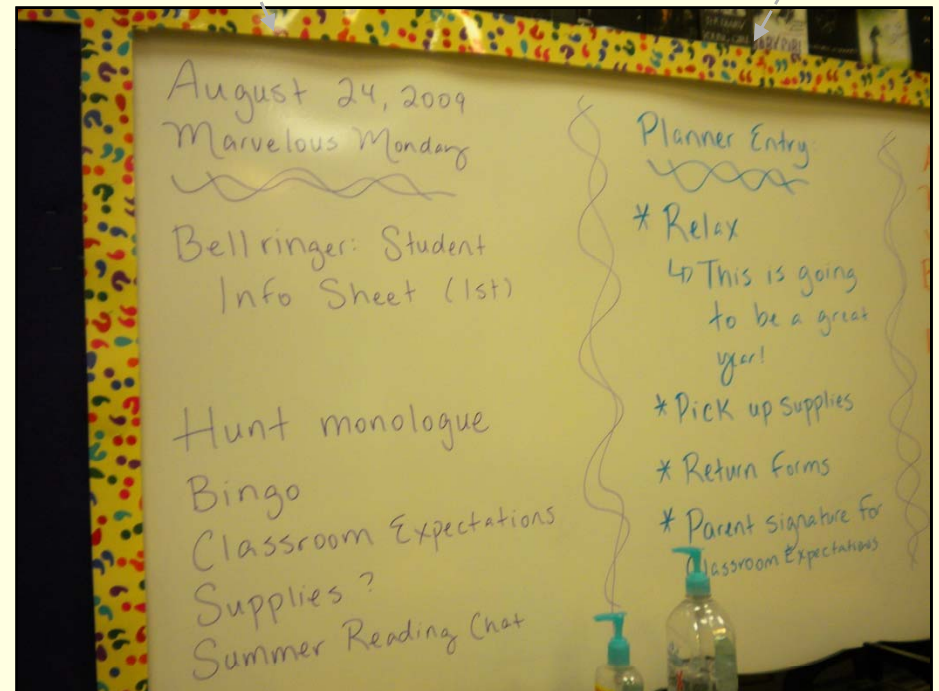 August 24, 2009
Marvelous Monday
Bellringer: Student
Info Sheet (1st)
Hunt monologue
Bingo
Classroom Expectations
Supplies ?
Summer Reading Chat
Planner Entry:
* Relax
↳ This is going
to be a great
year!
* Pick up supplies
* Return forms
* Parent signature for
Classroom Expectations